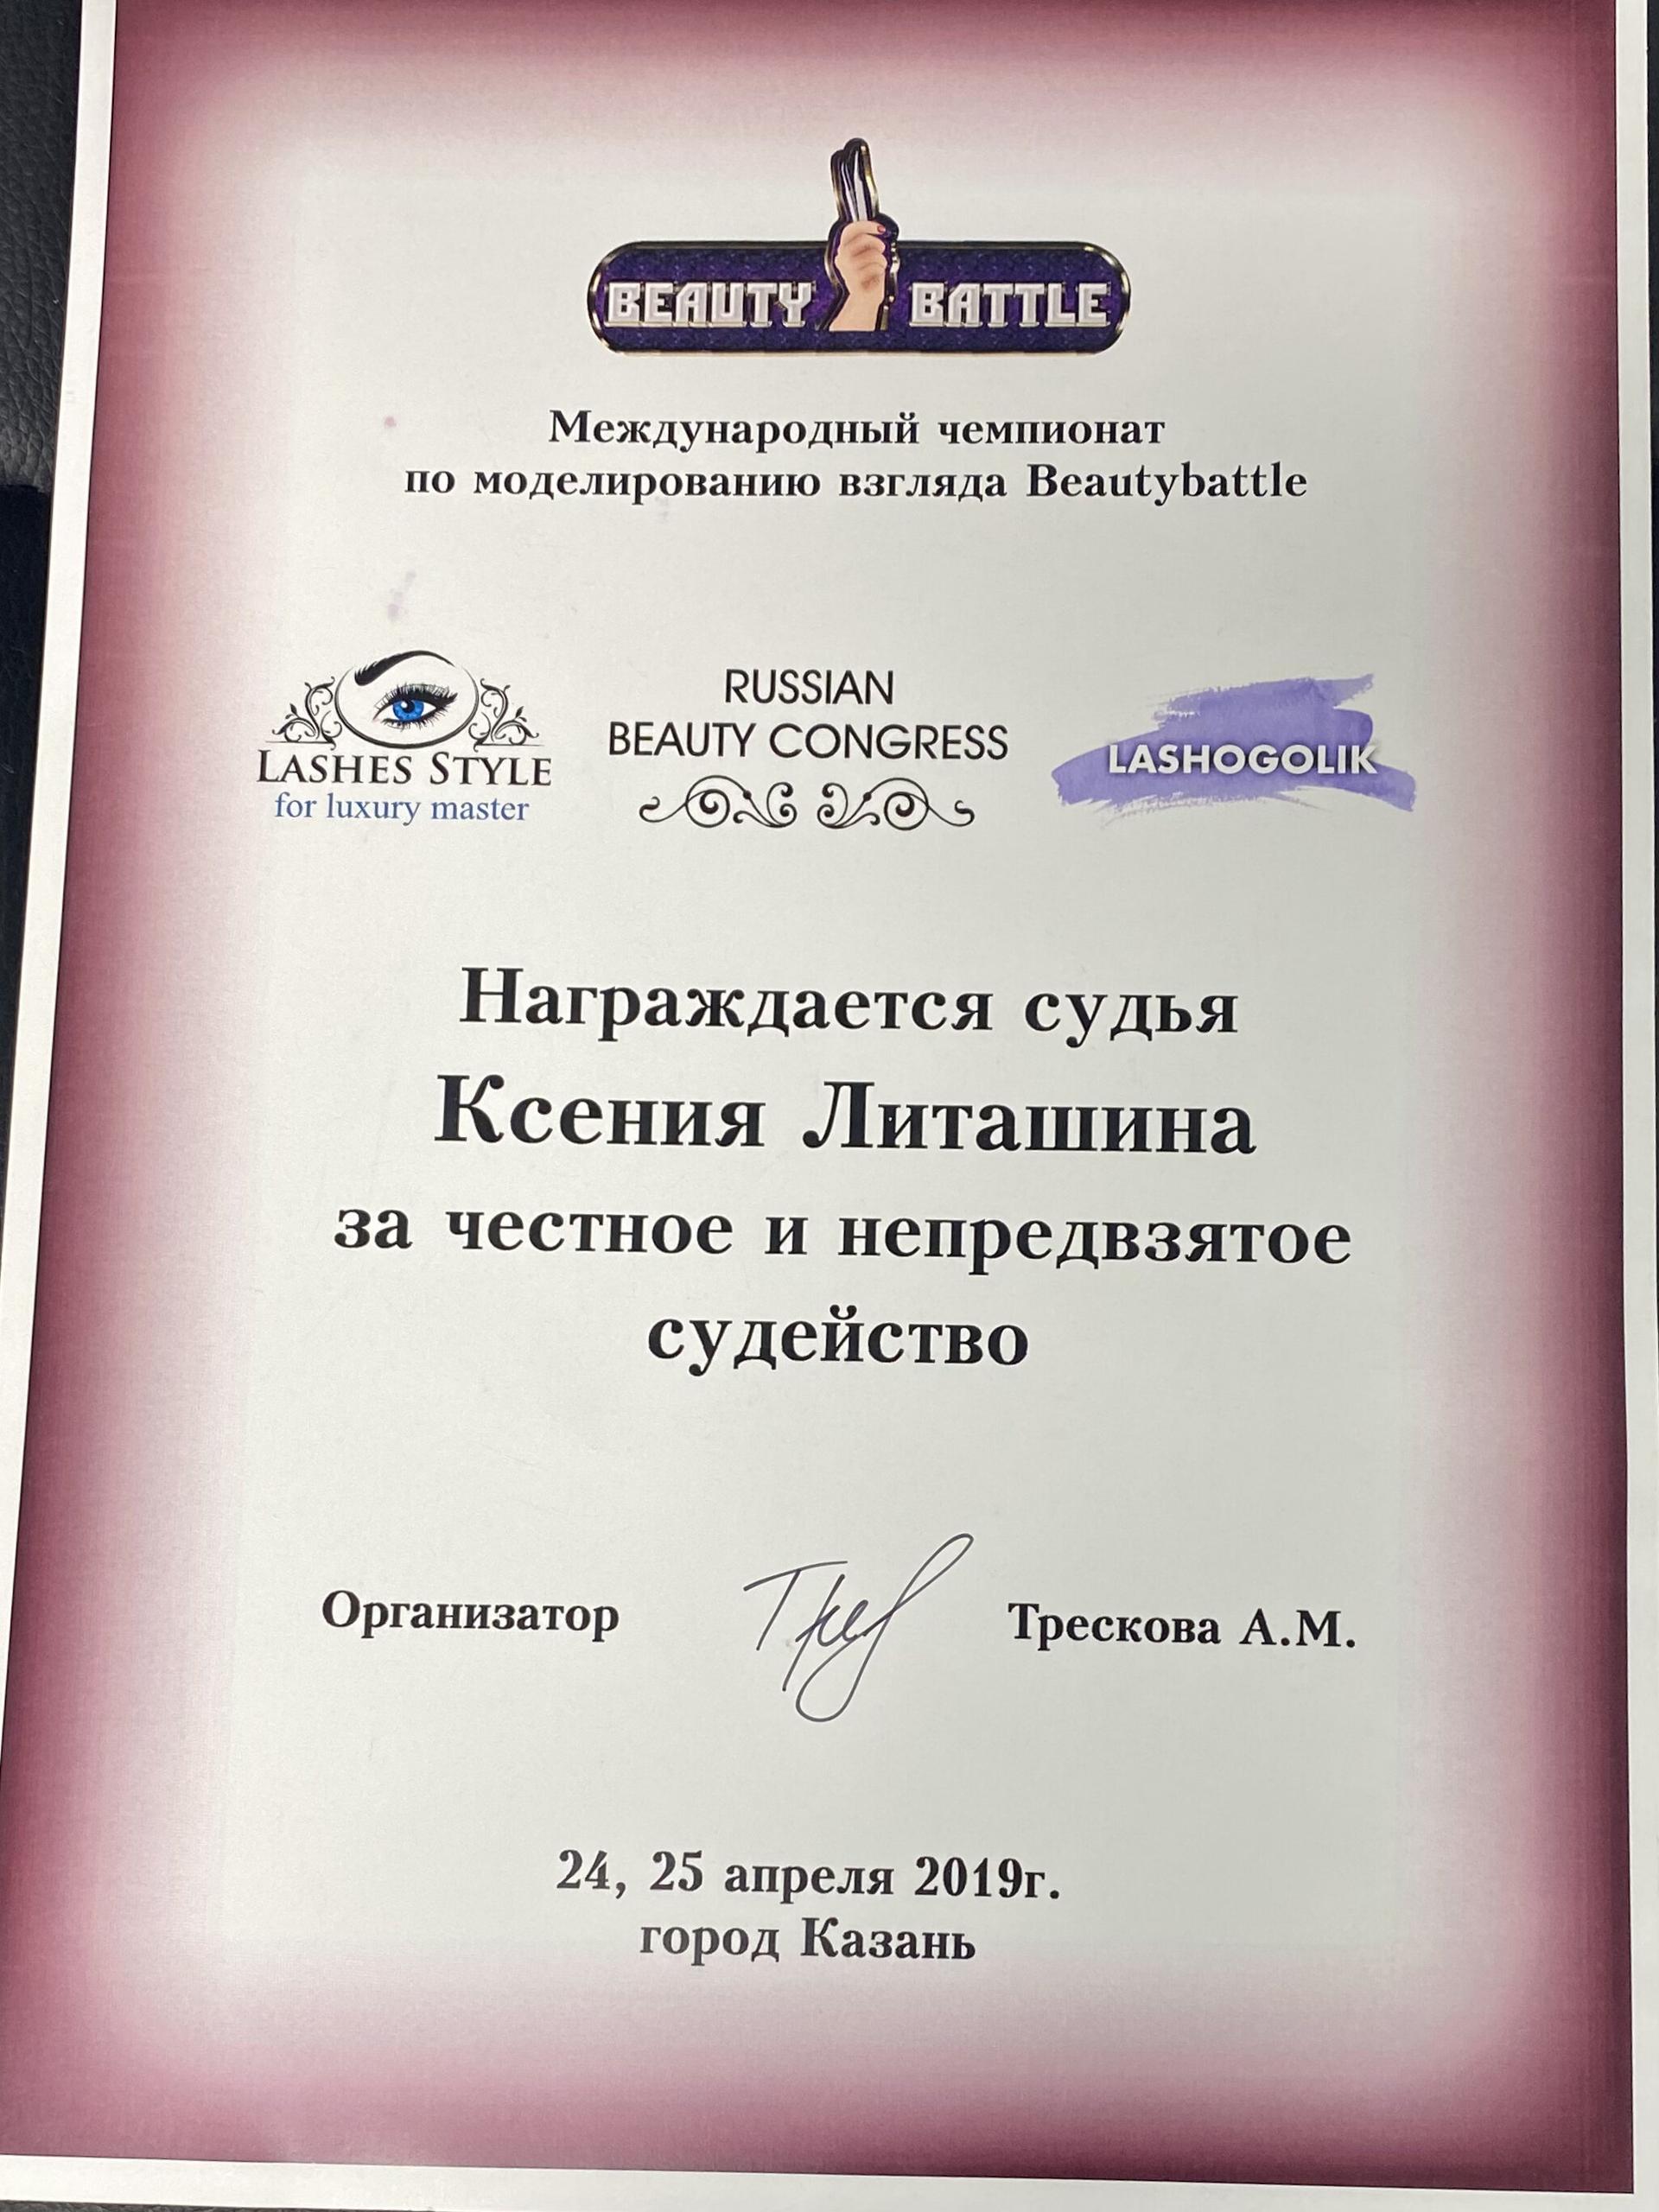 BEAUTY BATTLE
Международный чемпионат
по моделированию взгляда Beautybattle
LASHES STYLE
for luxury master
RUSSIAN
BEAUTY CONGRESS
LASHOGOLIK
Награждается судья
Ксения Литашина
за честное и непредвзятое
судейство
Организатор Трескова А.М.
24, 25 апреля 2019г.
город Казань